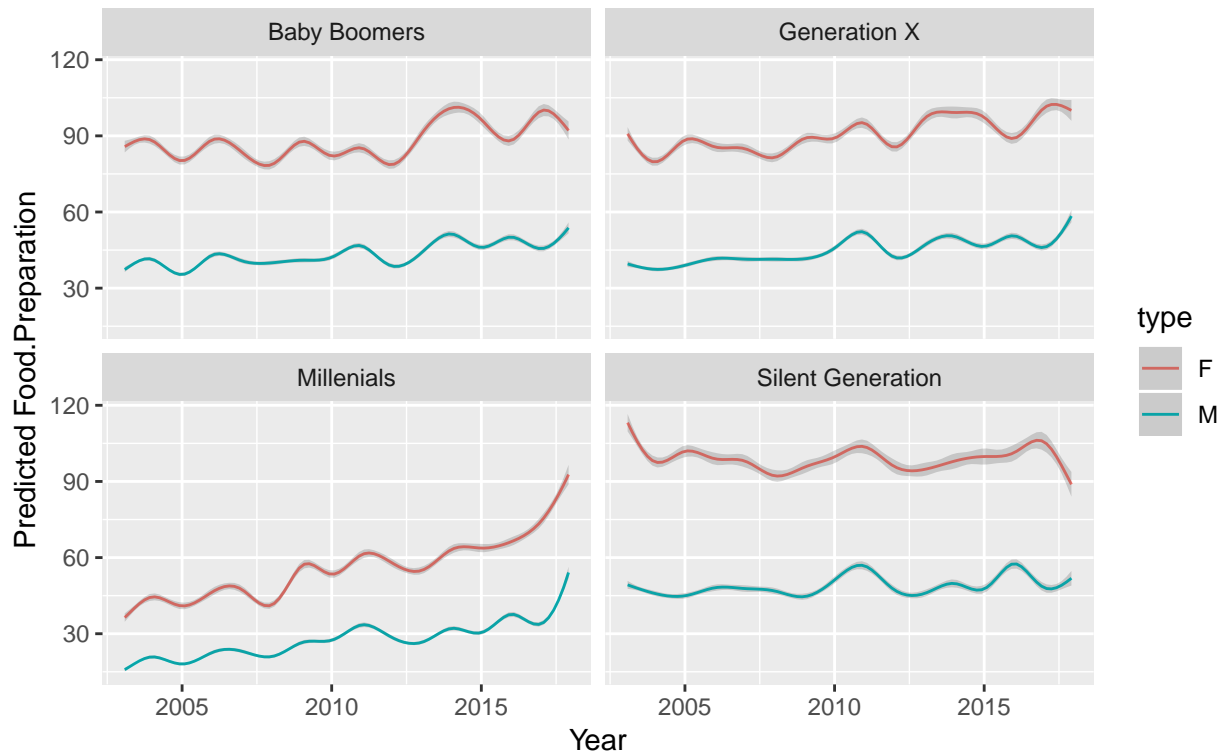 Baby Boomers
Generation X
120
90
60
30
Millenials
Silent Generation
120
90
60
30
2005
2010
2015
2005
2010
2015
Year
Predicted Food.Preparation
type
F
M